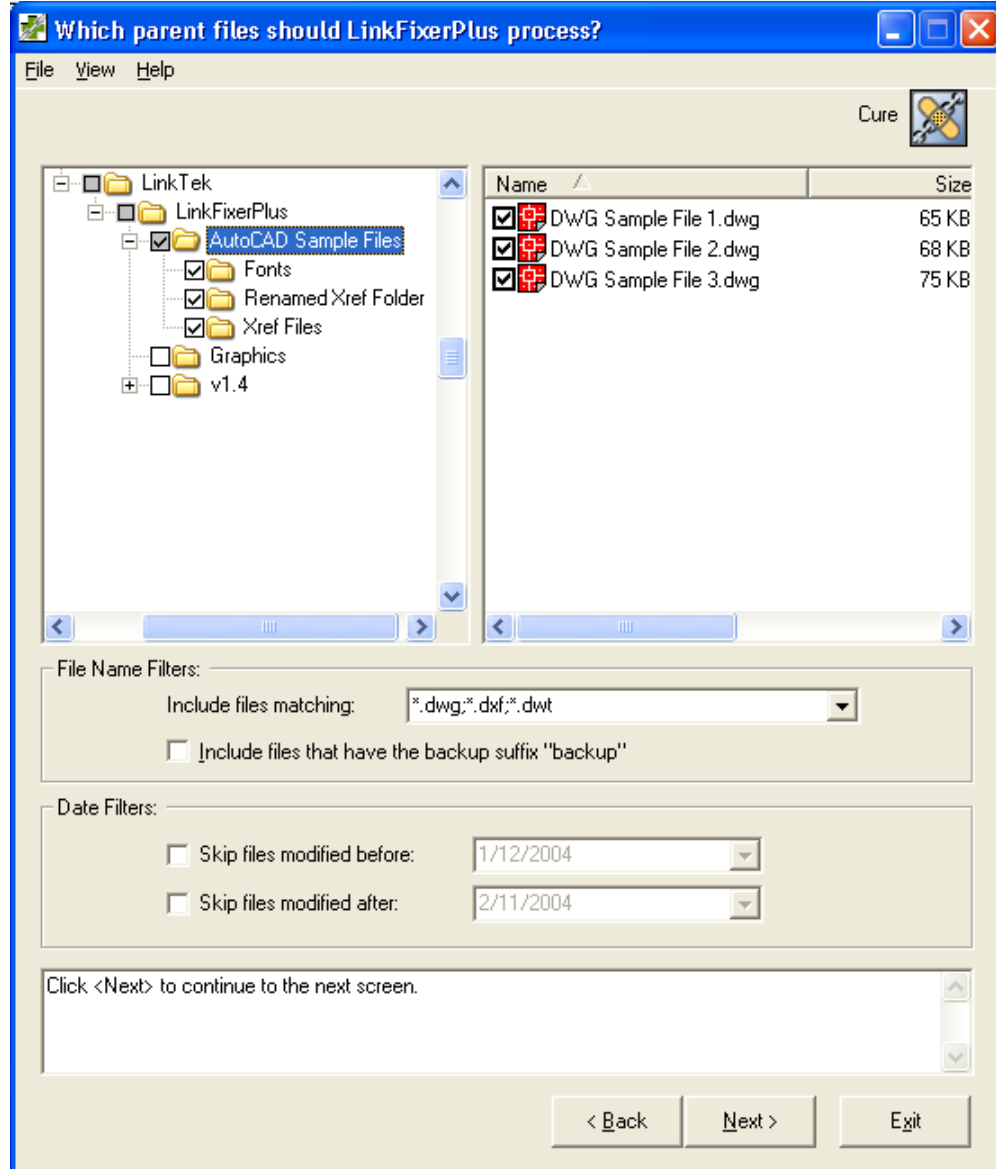 Which parent files should LinkFixerPlus process?
File View Help
Cure
LinkTek
LinkFixerPlus
AutoCAD Sample Files
Fonts
Renamed Xref Folder
Xref Files
Graphics
v1.4
Name Size
DWG Sample File 1.dwg 65 KB
DWG Sample File 2.dwg 68 KB
DWG Sample File 3.dwg 75 KB
File Name Filters:
Include files matching: *.dwg;*.dxf;*.dwt
Include files that have the backup suffix "backup"
Date Filters:
Skip files modified before: 1/12/2004
Skip files modified after: 2/11/2004
Click <Next> to continue to the next screen.
< Back Next > Exit